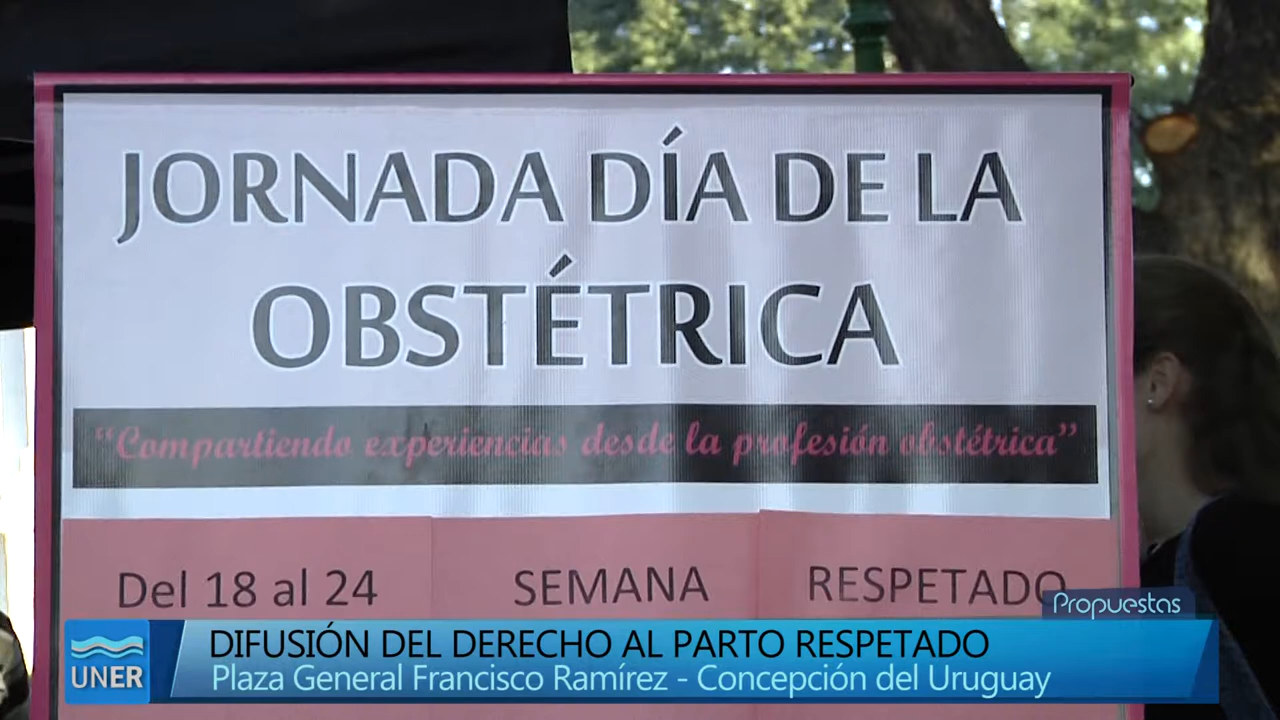 JORNADA DÍA DE LA
OBSTÉTRICA
“Compartiendo experiencias desde la profesión obstétrica”
Del 18 al 24
SEMANA
RESPETADO
Propuestas
UNER
DIFUSIÓN DEL DERECHO AL PARTO RESPETADO
Plaza General Francisco Ramírez - Concepción del Uruguay